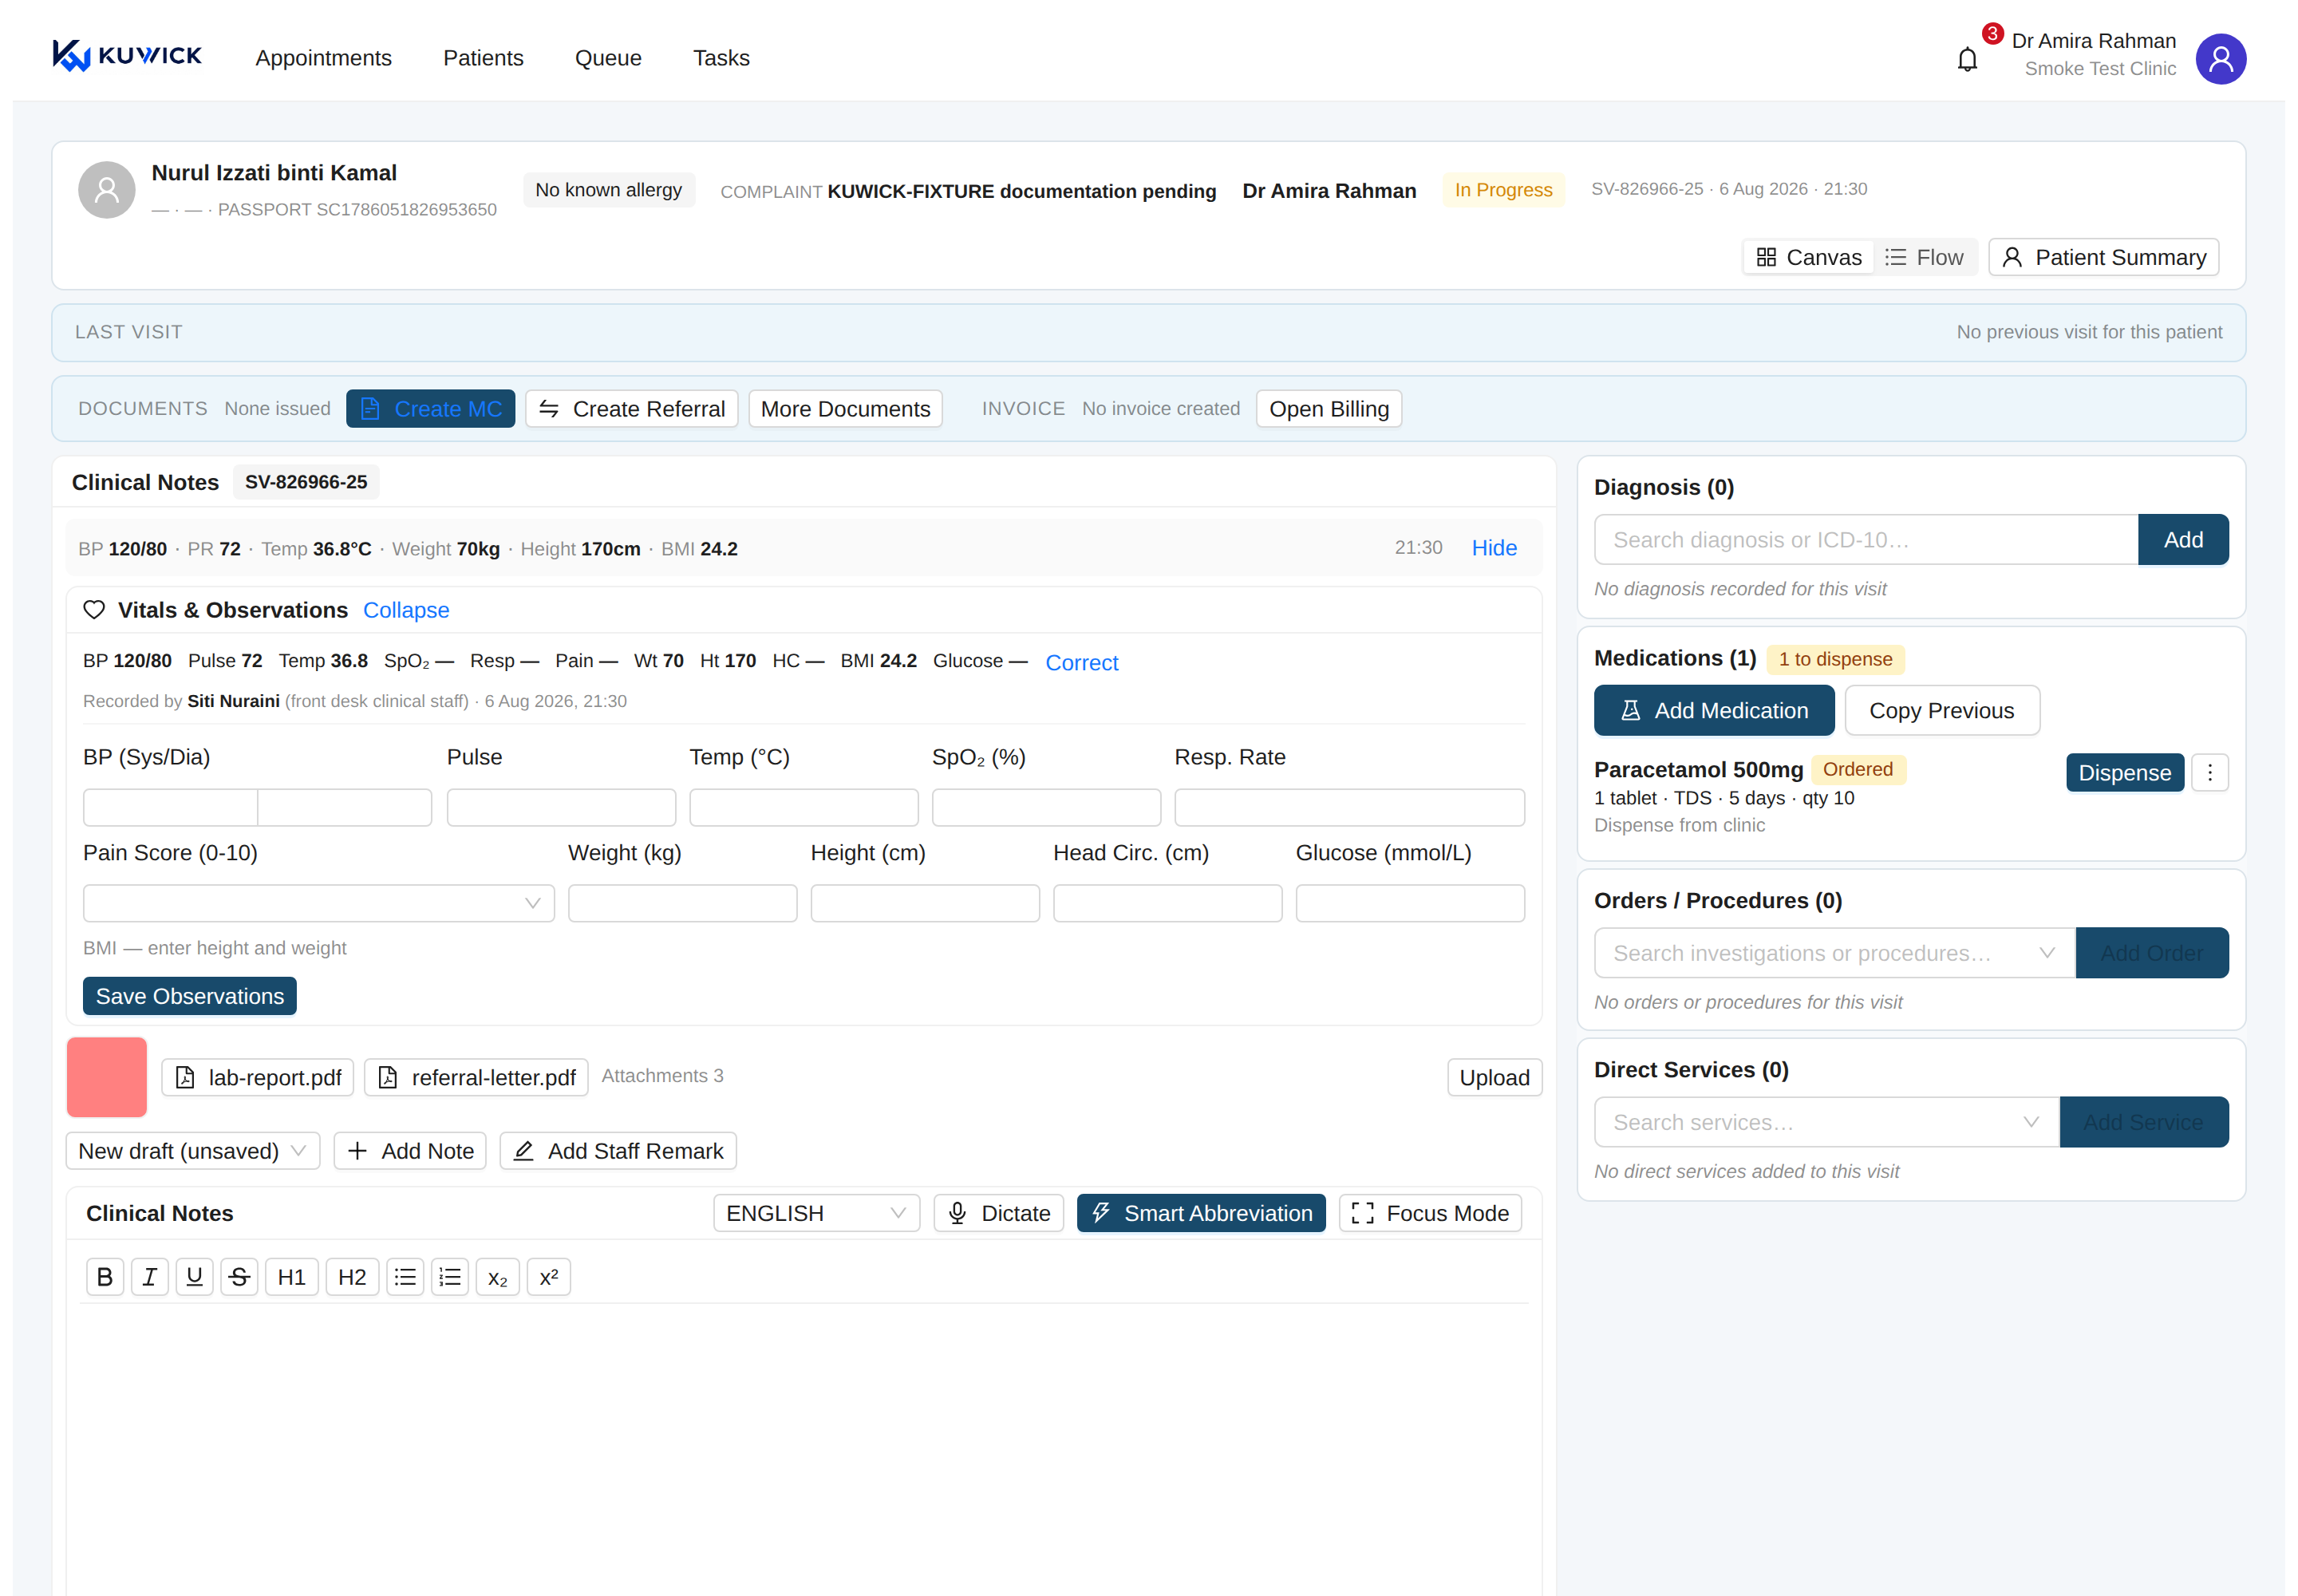 KUWICK
Appointments
Patients
Queue
Tasks
3
Dr Amira Rahman
Smoke Test Clinic
Nurul Izzati binti Kamal
— · — · PASSPORT SC1786051826953650
No known allergy
COMPLAINT KUWICK-FIXTURE documentation pending
Dr Amira Rahman
In Progress
SV-826966-25 · 6 Aug 2026 · 21:30
Canvas
Flow
Patient Summary
LAST VISIT
No previous visit for this patient
DOCUMENTS
None issued
Create MC
Create Referral
More Documents
INVOICE
No invoice created
Open Billing
Clinical Notes
SV-826966-25
BP 120/80 · PR 72 · Temp 36.8°C · Weight 70kg · Height 170cm · BMI 24.2
21:30
Hide
Vitals & Observations
Collapse
BP 120/80 Pulse 72 Temp 36.8 SpO₂ — Resp — Pain — Wt 70 Ht 170 HC — BMI 24.2 Glucose — Correct
Recorded by Siti Nuraini (front desk clinical staff) · 6 Aug 2026, 21:30
BP (Sys/Dia)
Pulse
Temp (°C)
SpO₂ (%)
Resp. Rate
Pain Score (0-10)
Weight (kg)
Height (cm)
Head Circ. (cm)
Glucose (mmol/L)
BMI — enter height and weight
Save Observations
lab-report.pdf
referral-letter.pdf
Attachments 3
Upload
New draft (unsaved)
Add Note
Add Staff Remark
Clinical Notes
ENGLISH
Dictate
Smart Abbreviation
Focus Mode
B
I
U
S
H1
H2
x₂
x²
Diagnosis (0)
Search diagnosis or ICD-10…
Add
No diagnosis recorded for this visit
Medications (1)
1 to dispense
Add Medication
Copy Previous
Paracetamol 500mg
Ordered
Dispense
1 tablet · TDS · 5 days · qty 10
Dispense from clinic
Orders / Procedures (0)
Search investigations or procedures…
Add Order
No orders or procedures for this visit
Direct Services (0)
Search services…
Add Service
No direct services added to this visit